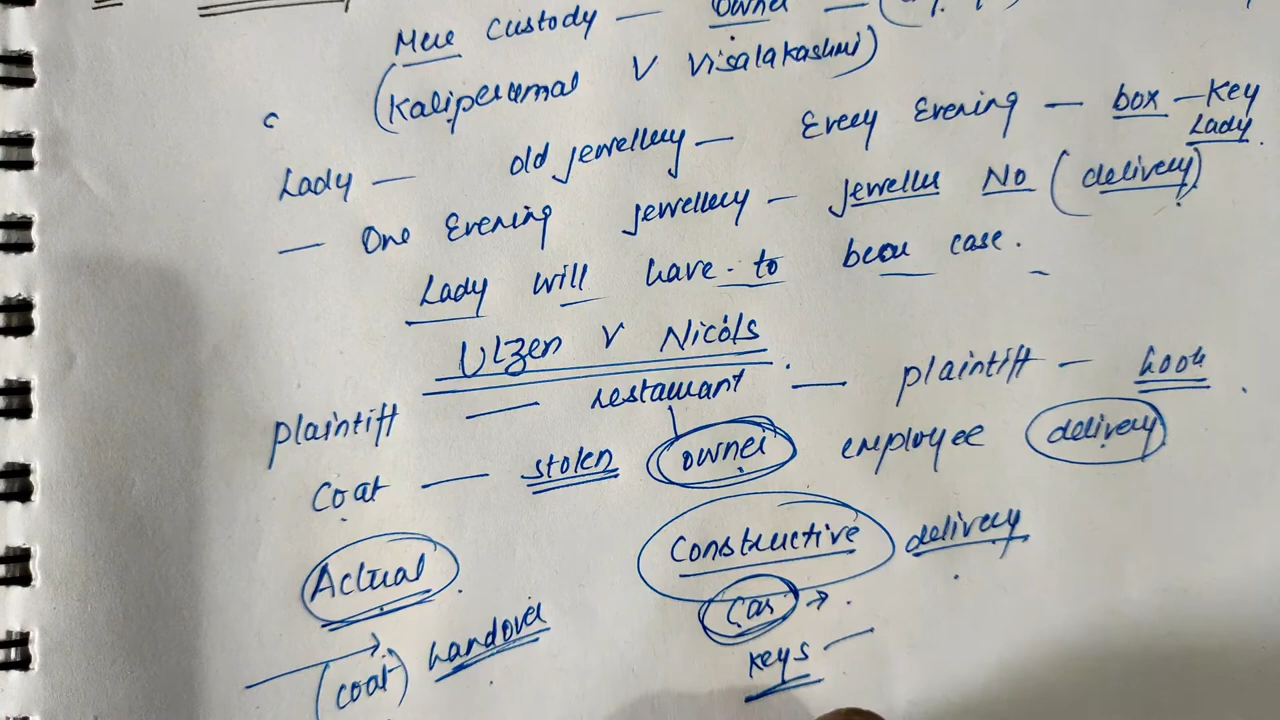 Mere Custody — Owner — (
(Kaliperumal V Visalakashmi)
Lady — old jewellery — Every Evening — box — Key Lady.
— One Evening jewellery — Jeweller No (delivery)
Lady will have to bear case.
Ulzen V Nicols
plaintiff — restaurant — plaintiff — hook
Coat — stolen owner employee delivery
Actual Constructive delivery
Car →
(coat) handover keys —